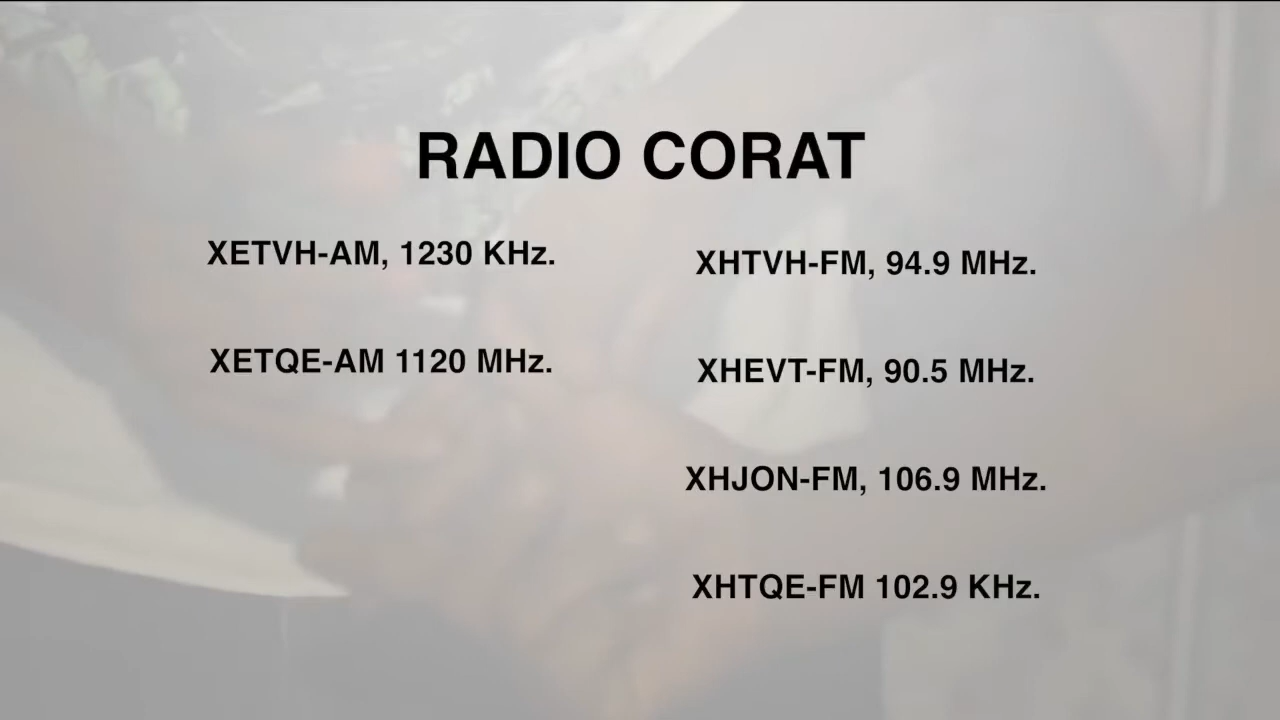 RADIO CORAT
XETVH-AM, 1230 KHz.
XETQE-AM 1120 MHz.
XHTVH-FM, 94.9 MHz.
XHEVT-FM, 90.5 MHz.
XHJON-FM, 106.9 MHz.
XHTQE-FM 102.9 KHz.